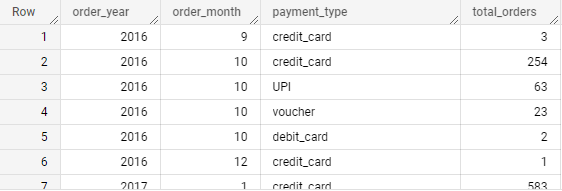 Row order_year order_month payment_type total_orders
1 2016 9 credit_card 3
2 2016 10 credit_card 254
3 2016 10 UPI 63
4 2016 10 voucher 23
5 2016 10 debit_card 2
6 2016 12 credit_card 1
7 2017 1 credit_card 583